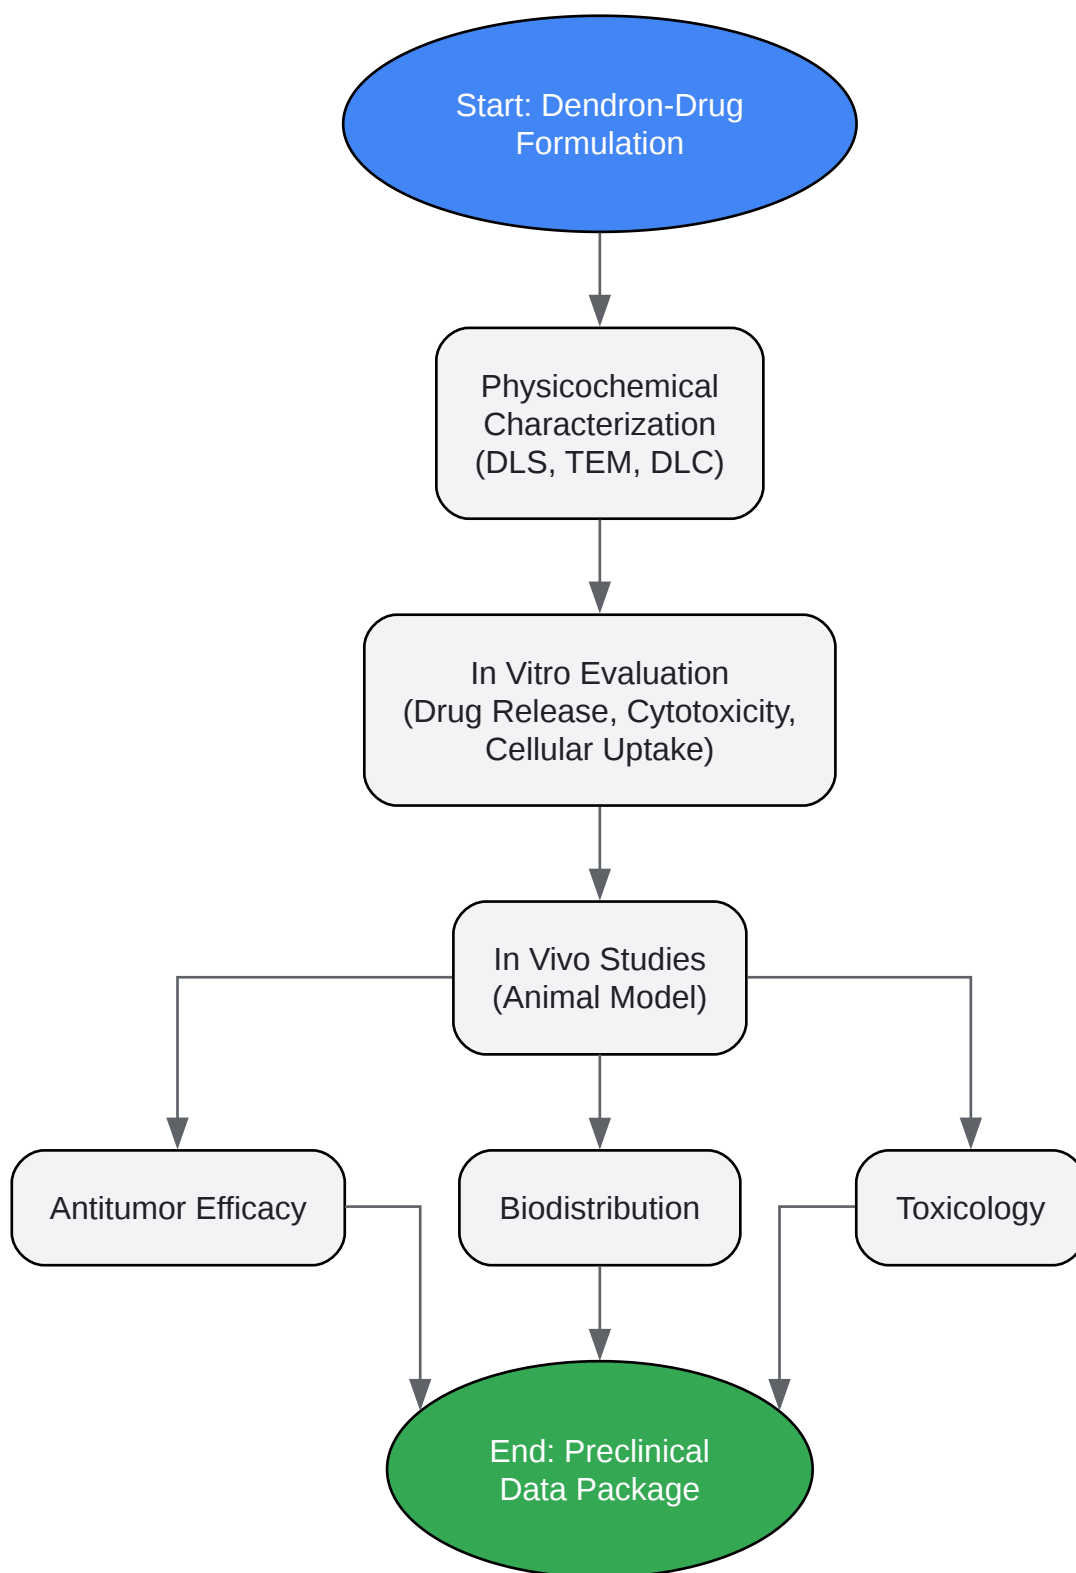 Start: Dendron-Drug
Formulation
Physicochemical
Characterization
(DLS, TEM, DLC)
In Vitro Evaluation
(Drug Release, Cytotoxicity,
Cellular Uptake)
In Vivo Studies
(Animal Model)
Antitumor Efficacy
Biodistribution
Toxicology
End: Preclinical
Data Package